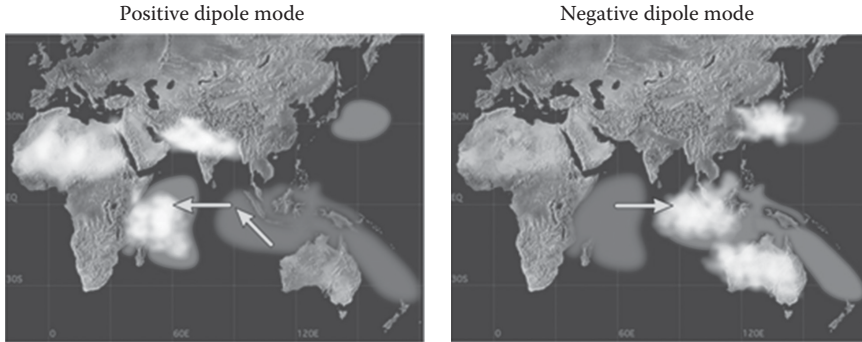 Positive dipole mode
Negative dipole mode
30N
EQ
30S
0
60E
120E
30N
EQ
30S
0
60E
120E